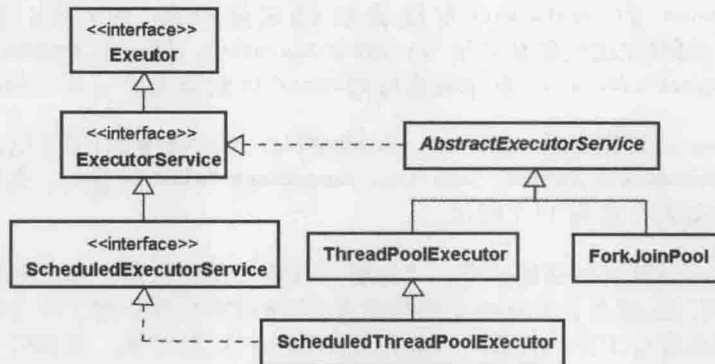 <<interface>>
Exeutor
<<interface>>
ExecutorService
AbstractExecutorService
<<interface>>
ScheduledExecutorService
ThreadPoolExecutor
ForkJoinPool
ScheduledThreadPoolExecutor